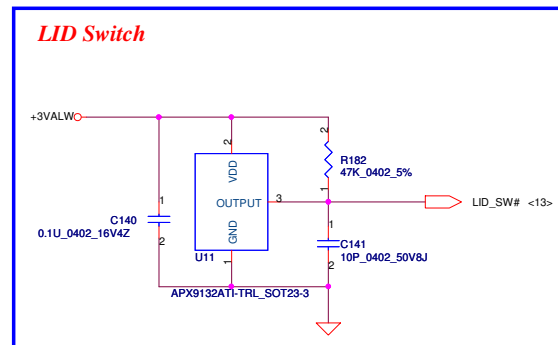 LID Switch
+3VALW
2
2
VDD
R182
47K_0402_5%
1
OUTPUT
3
LID_SW# <13>
1
C140
0.1U_0402_16V4Z
2
GND
1
U11
1
C141
10P_0402_50V8J
2
APX9132ATI-TRL_SOT23-3